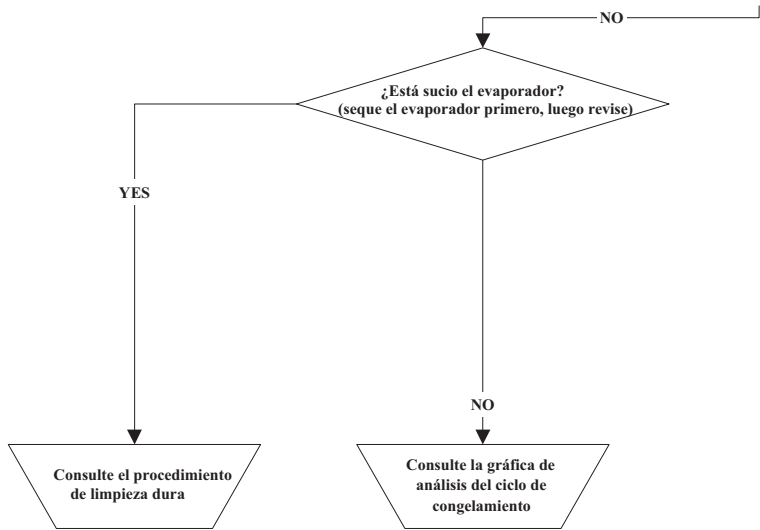 NO
¿Está sucio el evaporador?
(seque el evaporador primero, luego revise)
YES
NO
Consulte el procedimiento
de limpieza dura
Consulte la gráfica de
análisis del ciclo de
congelamiento